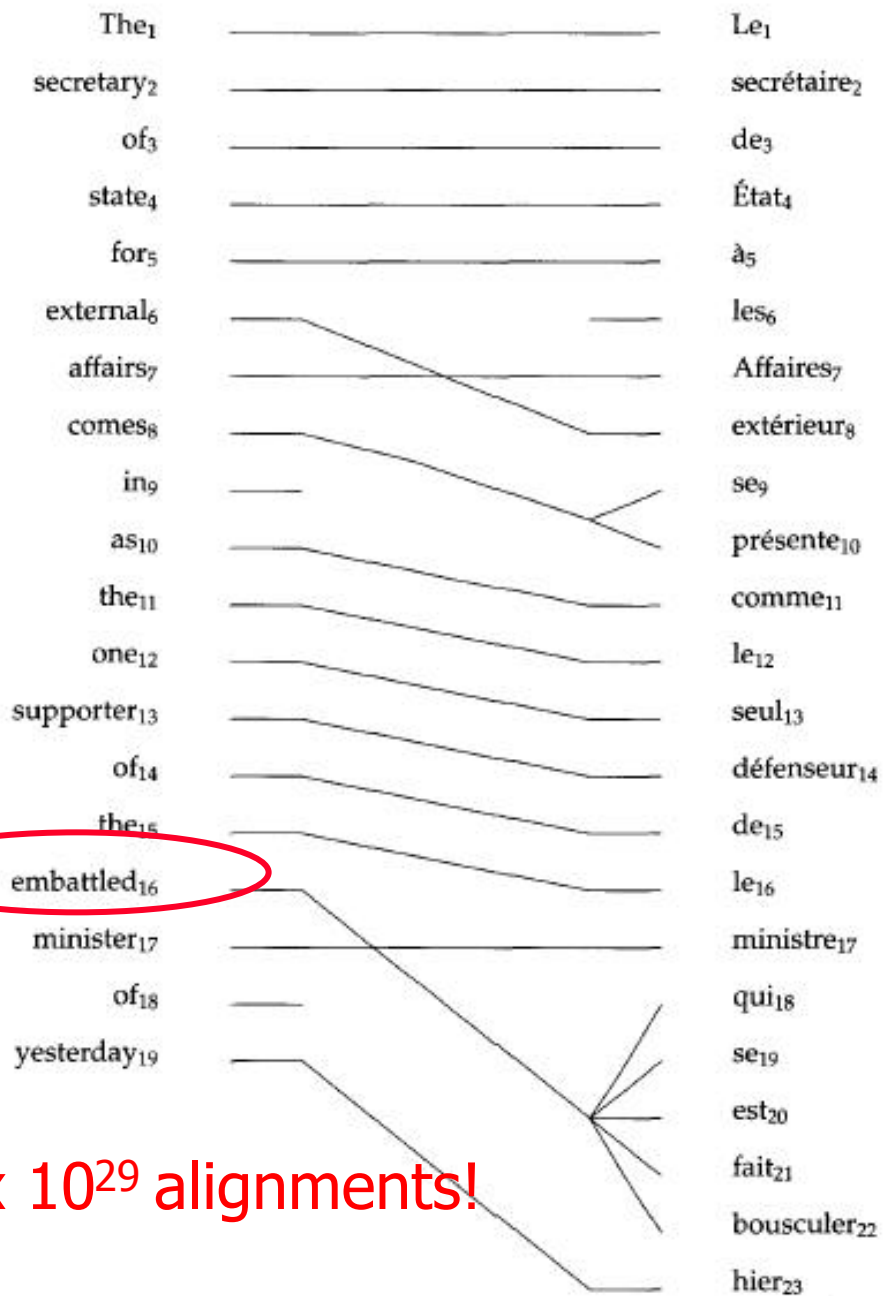 The₁ Le₁
secretary₂ secrétaire₂
of₃ de₃
state₄ État₄
for₅ à₅
external₆ les₆
affairs₇ Affaires₇
comes₈ extérieur₈
in₉ se₉
as₁₀ présente₁₀
the₁₁ comme₁₁
one₁₂ le₁₂
supporter₁₃ seul₁₃
of₁₄ défenseur₁₄
the₁₅ de₁₅
embattled₁₆ le₁₆
minister₁₇ ministre₁₇
of₁₈ qui₁₈
yesterday₁₉ se₁₉
est₂₀
x 10²⁹ alignments!
fait₂₁
bousculer₂₂
hier₂₃